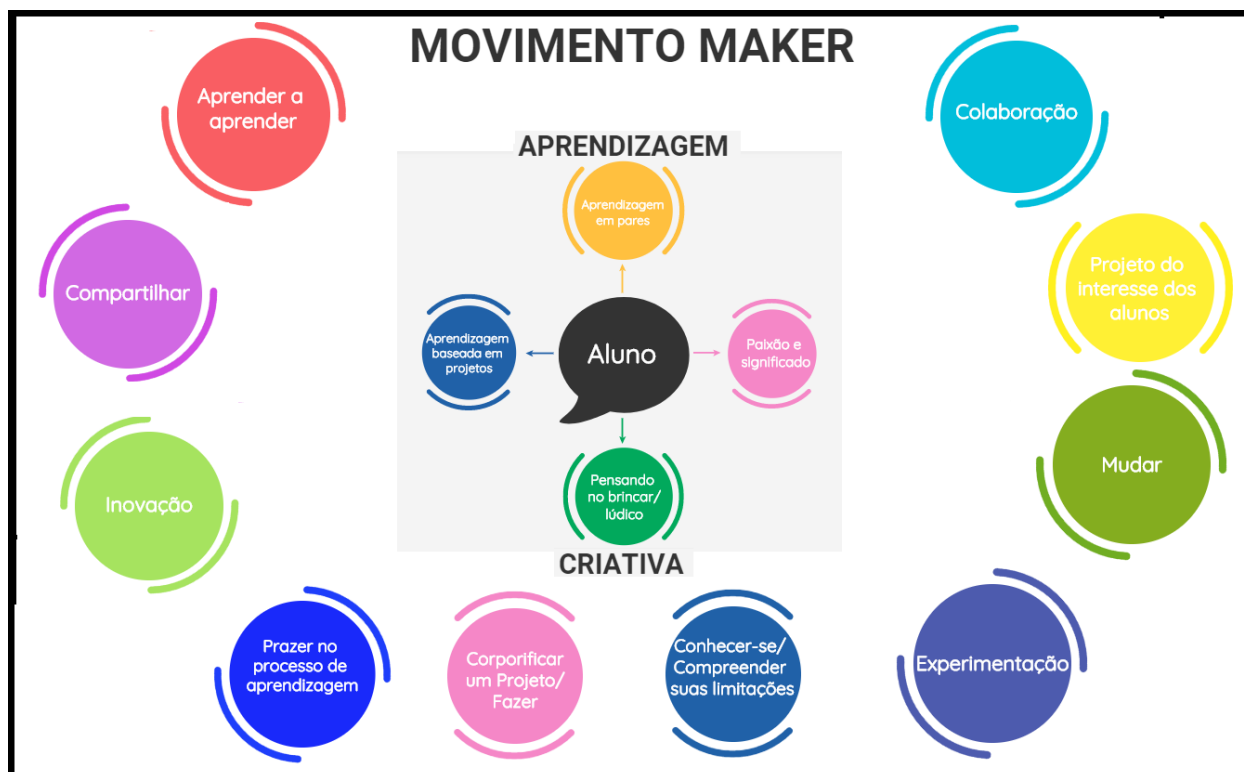 MOVIMENTO MAKER
Aprender a
aprender
Colaboração
APRENDIZAGEM
Aprendizagem
em pares
Compartilhar
Projeto do
interesse dos
alunos
Aprendizagem
baseada em
projetos
Aluno
Paixão e
significado
Inovação
Mudar
Pensando
no brincar/
lúdico
CRIATIVA
Prazer no
processo de
aprendizagem
Corporificar
um Projeto/
Fazer
Conhecer-se/
Compreender
suas limitações
Experimentação